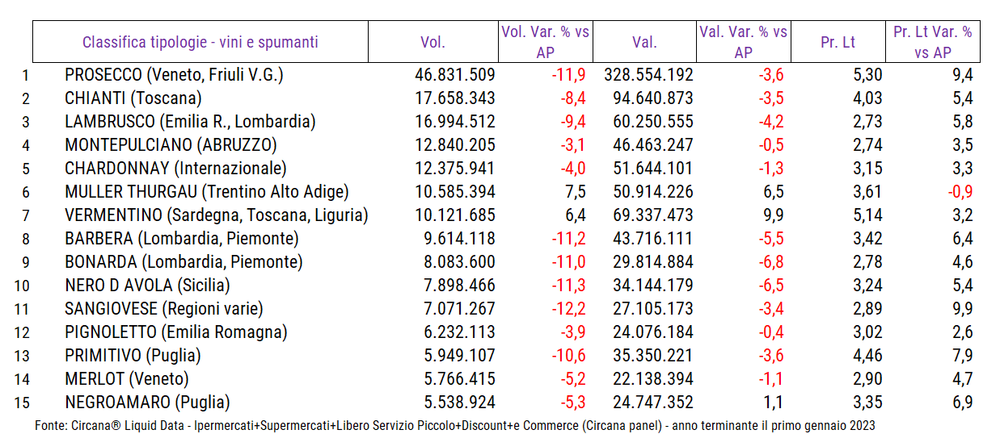 Classifica tipologie - vini e spumanti Vol. Vol. Var. % vs AP Val. Val. Var. % vs AP Pr. Lt Pr. Lt Var. % vs AP
1 PROSECCO (Veneto, Friuli V.G.) 46.831.509 -11,9 328.554.192 -3,6 5,30 9,4
2 CHIANTI (Toscana) 17.658.343 -8,4 94.640.873 -3,5 4,03 5,4
3 LAMBRUSCO (Emilia R., Lombardia) 16.994.512 -9,4 60.250.555 -4,2 2,73 5,8
4 MONTEPULCIANO (ABRUZZO) 12.840.205 -3,1 46.463.247 -0,5 2,74 3,5
5 CHARDONNAY (Internazionale) 12.375.941 -4,0 51.644.101 -1,3 3,15 3,3
6 MULLER THURGAU (Trentino Alto Adige) 10.585.394 7,5 50.914.226 6,5 3,61 -0,9
7 VERMENTINO (Sardegna, Toscana, Liguria) 10.121.685 6,4 69.337.473 9,9 5,14 3,2
8 BARBERA (Lombardia, Piemonte) 9.614.118 -11,2 43.716.111 -5,5 3,42 6,4
9 BONARDA (Lombardia, Piemonte) 8.083.600 -11,0 29.814.884 -6,8 2,78 4,6
10 NERO D AVOLA (Sicilia) 7.898.466 -11,3 34.144.179 -6,5 3,24 5,4
11 SANGIOVESE (Regioni varie) 7.071.267 -12,2 27.105.173 -3,4 2,89 9,9
12 PIGNOLETTO (Emilia Romagna) 6.232.113 -3,9 24.076.184 -0,4 3,02 2,6
13 PRIMITIVO (Puglia) 5.949.107 -10,6 35.350.221 -3,6 4,46 7,9
14 MERLOT (Veneto) 5.766.415 -5,2 22.138.394 -1,1 2,90 4,7
15 NEGROAMARO (Puglia) 5.538.924 -5,3 24.747.352 1,1 3,35 6,9
Fonte: Circana® Liquid Data - Ipermercati+Supermercati+Libero Servizio Piccolo+Discount+e Commerce (Circana panel) - anno terminante il primo gennaio 2023